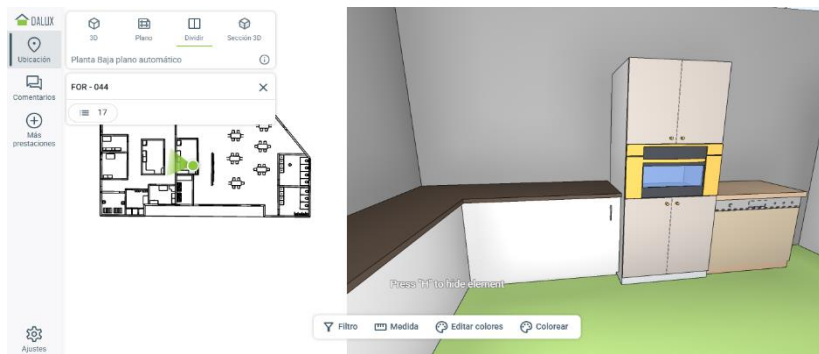 DALUX
Ubicación
Comentarios
Más
prestaciones
Ajustes
3D
Plano
Dividir
Sección 3D
Planta Baja plano automático
FOR - 044
17
Press "H" to hide element
Filtro
Medida
Editar colores
Colorear